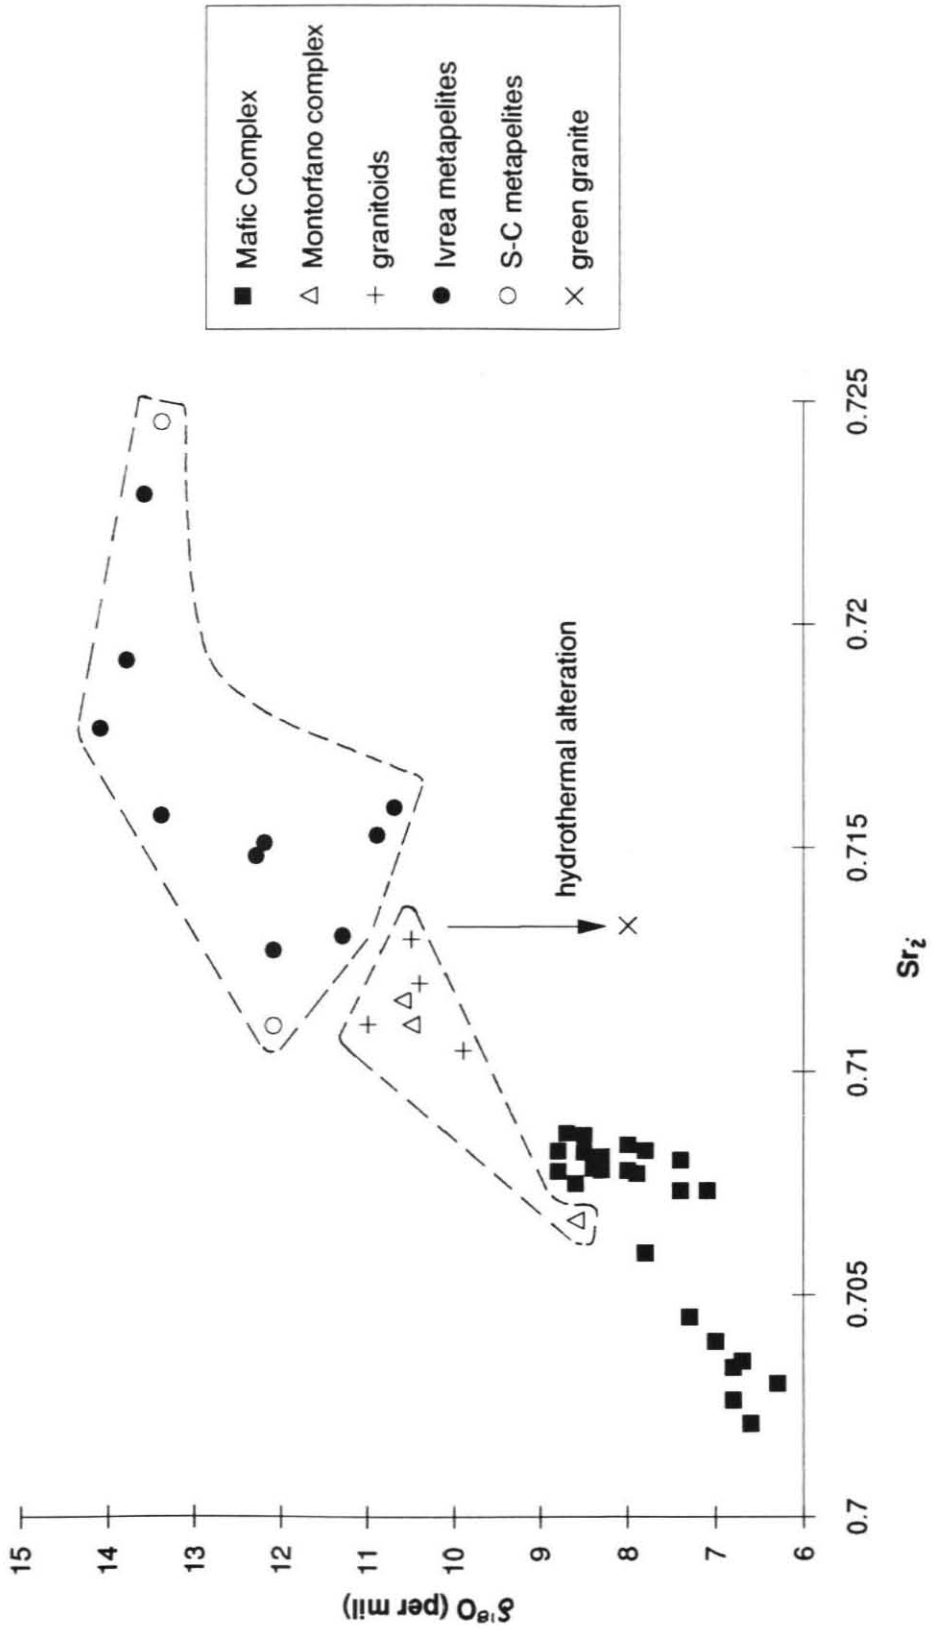 15
14
13
12
11
10
9
8
7
6
δ¹⁸O (per mil)
0.7
0.705
0.71
0.715
0.72
0.725
Srᵢ
hydrothermal alteration
Mafic Complex
Montorfano complex
granitoids
Ivrea metapelites
S-C metapelites
green granite